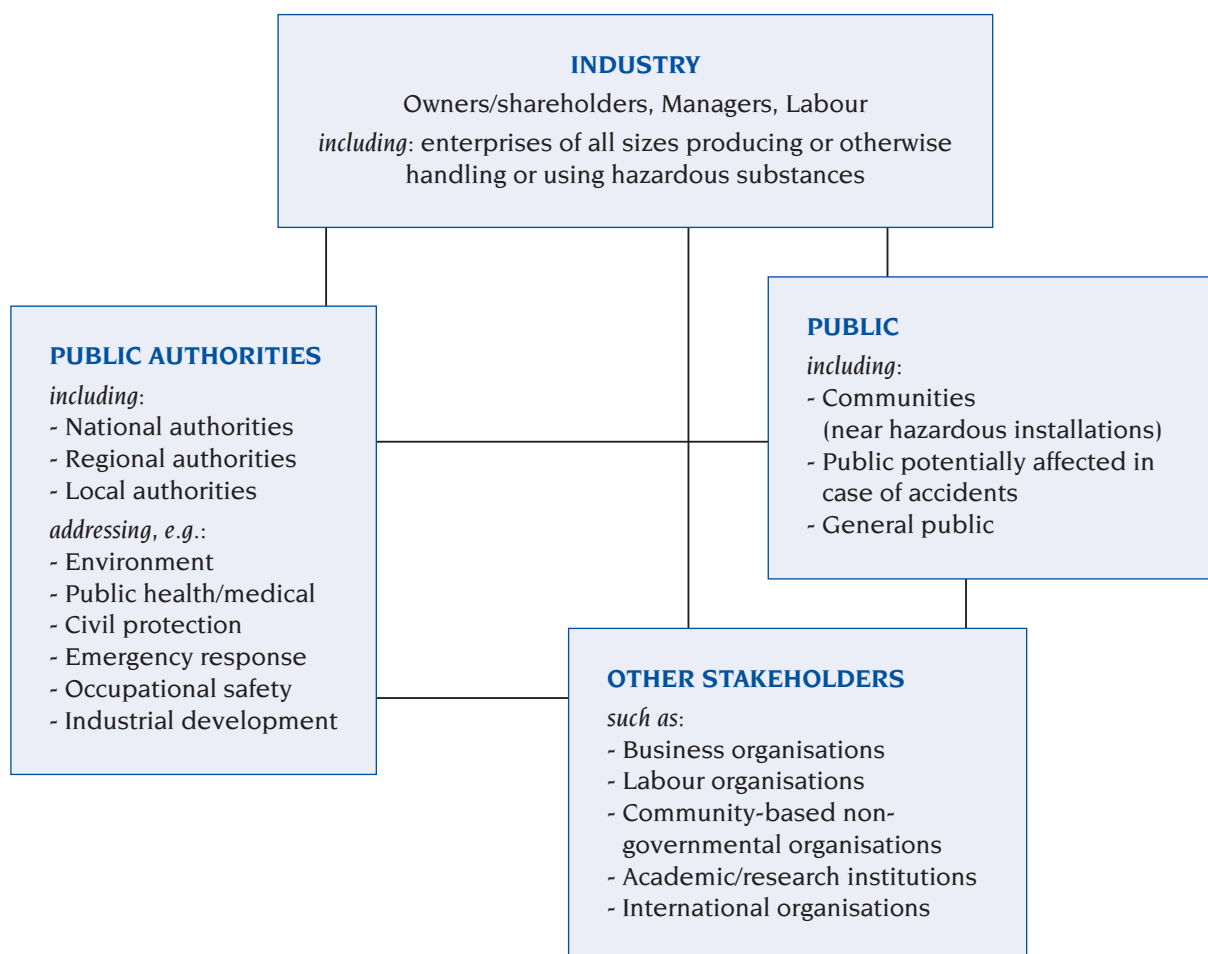 INDUSTRY
Owners/shareholders, Managers, Labour
including: enterprises of all sizes producing or otherwise
handling or using hazardous substances
PUBLIC AUTHORITIES
including:
- National authorities
- Regional authorities
- Local authorities
addressing, e.g.:
- Environment
- Public health/medical
- Civil protection
- Emergency response
- Occupational safety
- Industrial development
PUBLIC
including:
- Communities
(near hazardous installations)
- Public potentially affected in
case of accidents
- General public
OTHER STAKEHOLDERS
such as:
- Business organisations
- Labour organisations
- Community-based non-
governmental organisations
- Academic/research institutions
- International organisations